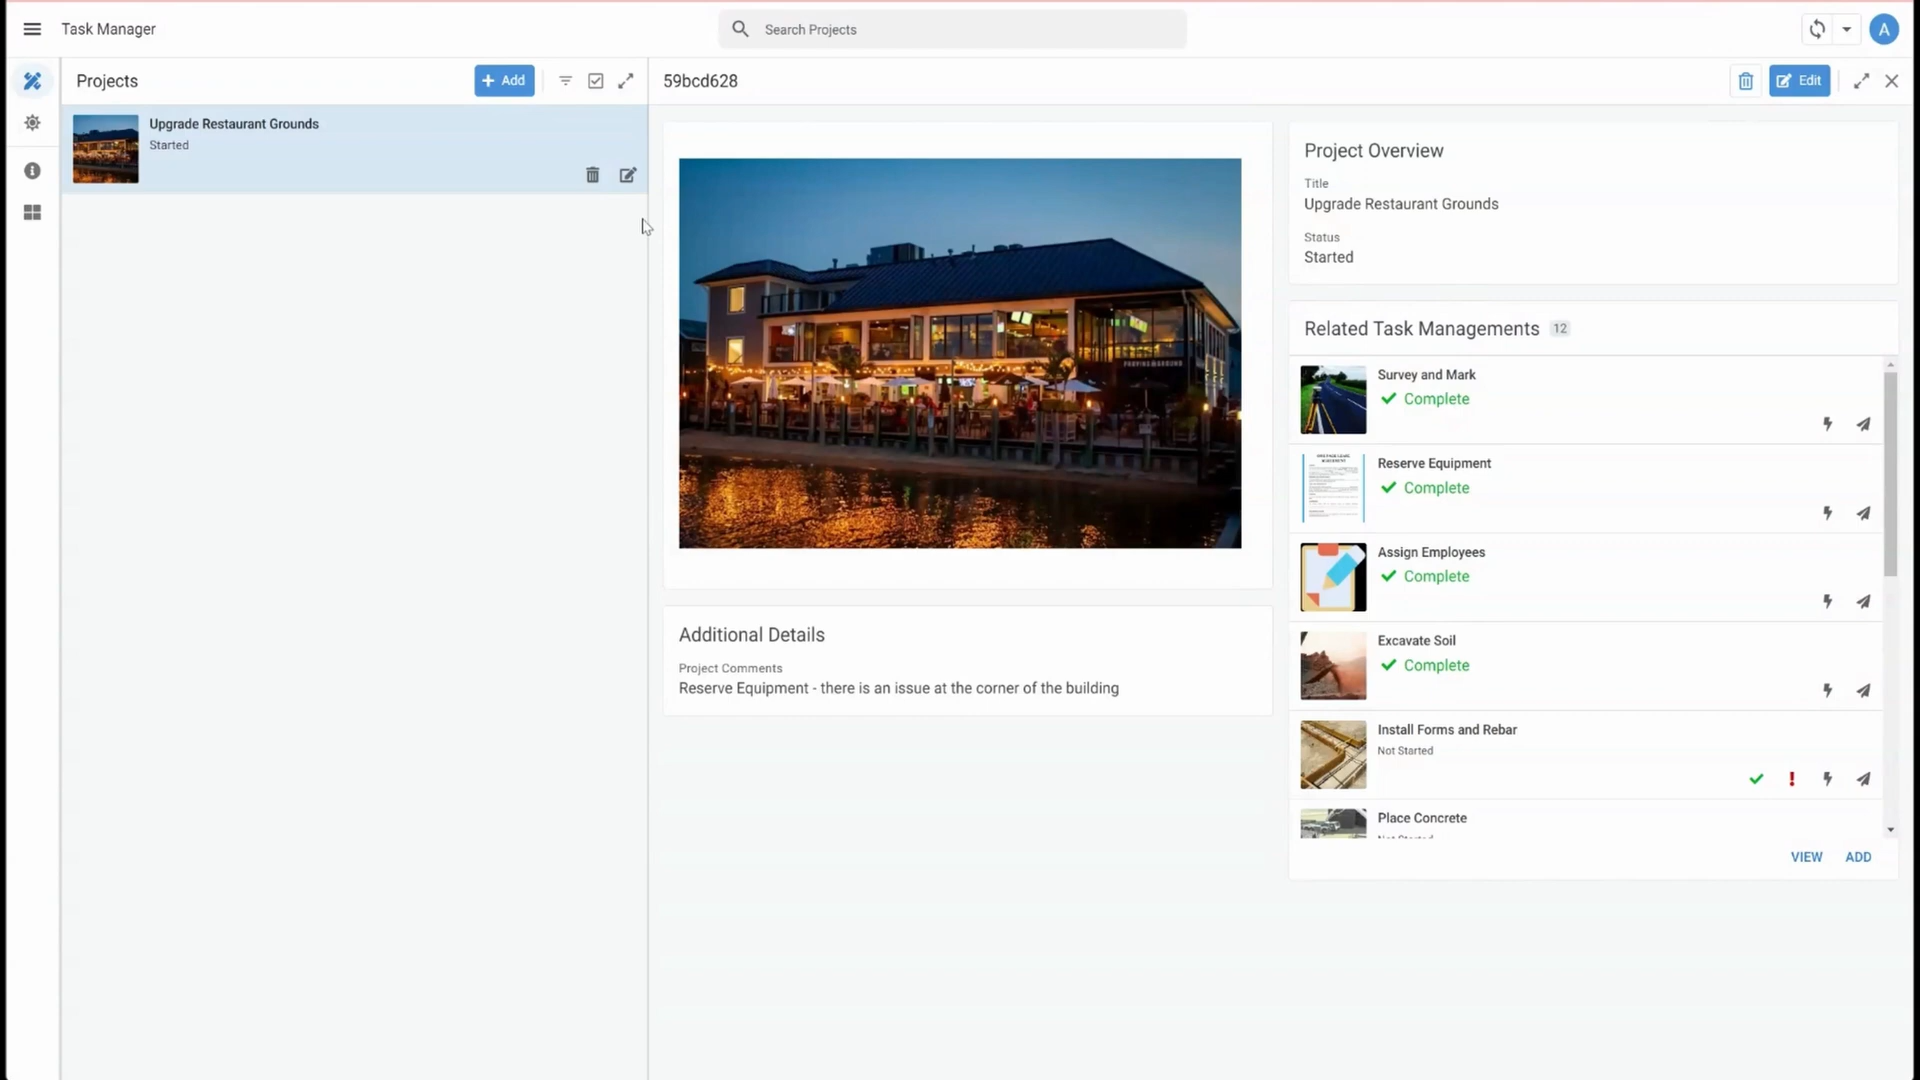 Task Manager
Search Projects
A
Projects
Add
59bcd628
Edit
Upgrade Restaurant Grounds
Started
Project Overview
Title
Upgrade Restaurant Grounds
Status
Started
Related Task Managements 12
Survey and Mark
Complete
Reserve Equipment
Complete
Assign Employees
Complete
Excavate Soil
Complete
Install Forms and Rebar
Not Started
Place Concrete
Not Started
VIEW ADD
Additional Details
Project Comments
Reserve Equipment - there is an issue at the corner of the building